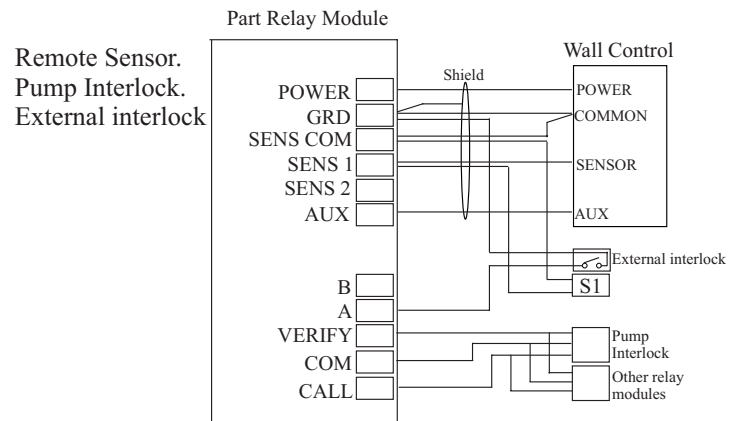 Part Relay Module
Remote Sensor.
Pump Interlock.
External interlock
Wall Control
Shield
POWER
GRD
SENS COM
SENS 1
SENS 2
AUX
B
A
VERIFY
COM
CALL
POWER
COMMON
SENSOR
AUX
External interlock
S1
Pump
Interlock
Other relay
modules